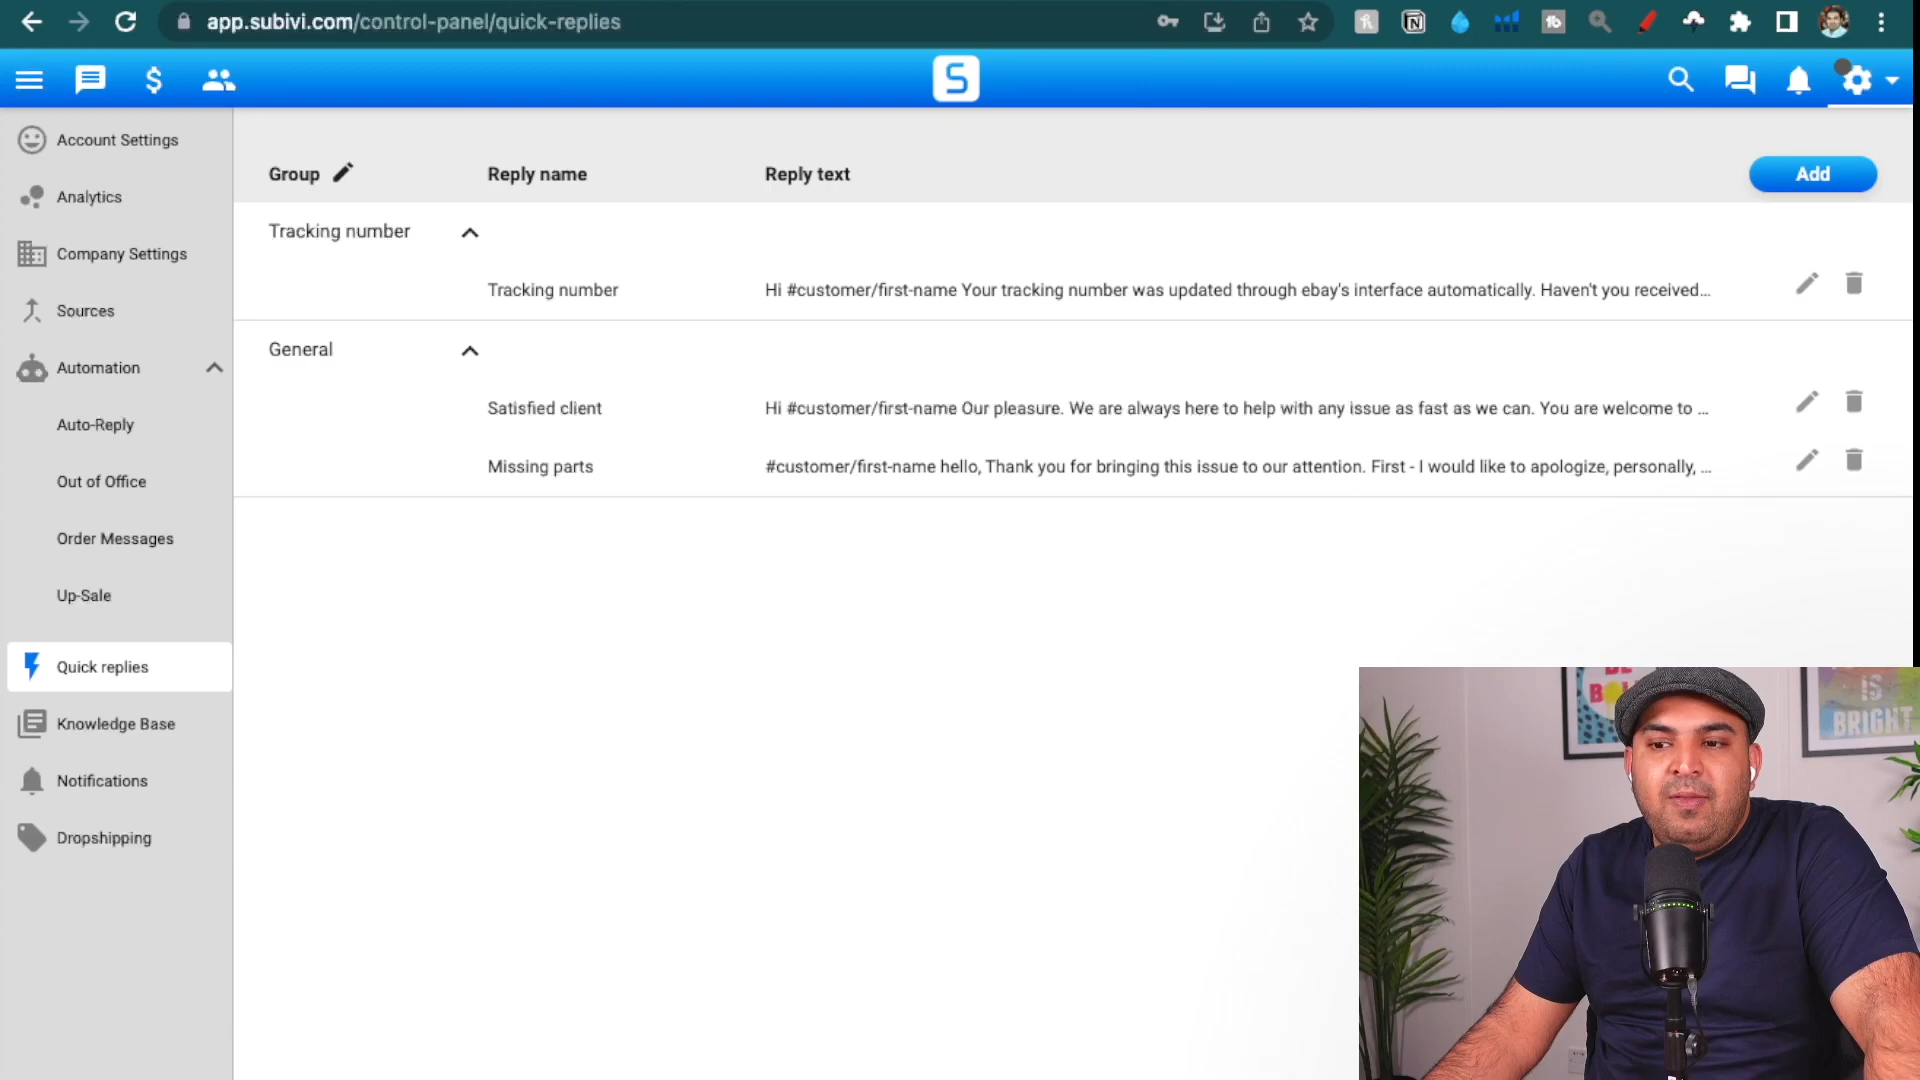 app.subivi.com/control-panel/quick-replies
S
Account Settings
Analytics
Company Settings
Sources
Automation
Auto-Reply
Out of Office
Order Messages
Up-Sale
Quick replies
Knowledge Base
Notifications
Dropshipping
Group Reply name Reply text Add
Tracking number
Tracking number Hi #customer/first-name Your tracking number was updated through ebay's interface automatically. Haven't you received...
General
Satisfied client Hi #customer/first-name Our pleasure. We are always here to help with any issue as fast as we can. You are welcome to ...
Missing parts #customer/first-name hello, Thank you for bringing this issue to our attention. First - I would like to apologize, personally, ...
IS
BRIGHT